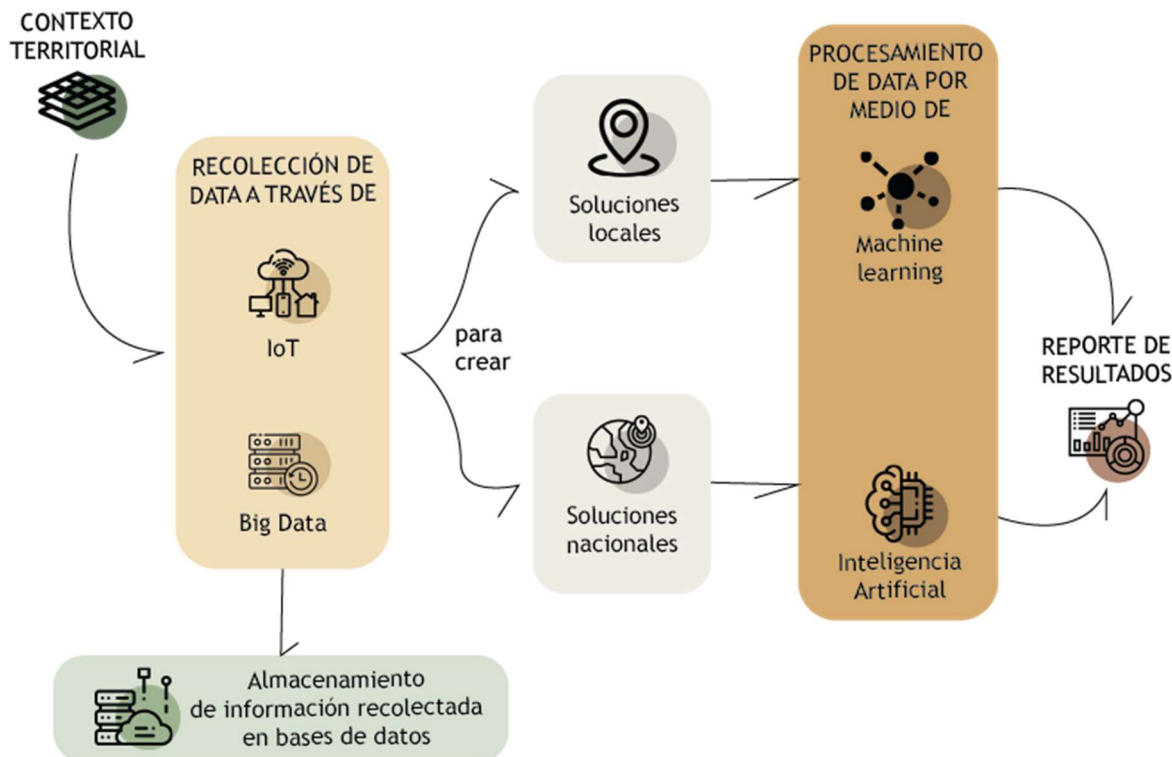 CONTEXTO
TERRITORIAL
RECOLECCIÓN DE
DATA A TRAVÉS DE
IoT
Big Data
Almacenamiento
de información recolectada
en bases de datos
para
crear
Soluciones
locales
Soluciones
nacionales
PROCESAMIENTO
DE DATA POR
MEDIO DE
Machine
learning
Inteligencia
Artificial
REPORTE DE
RESULTADOS